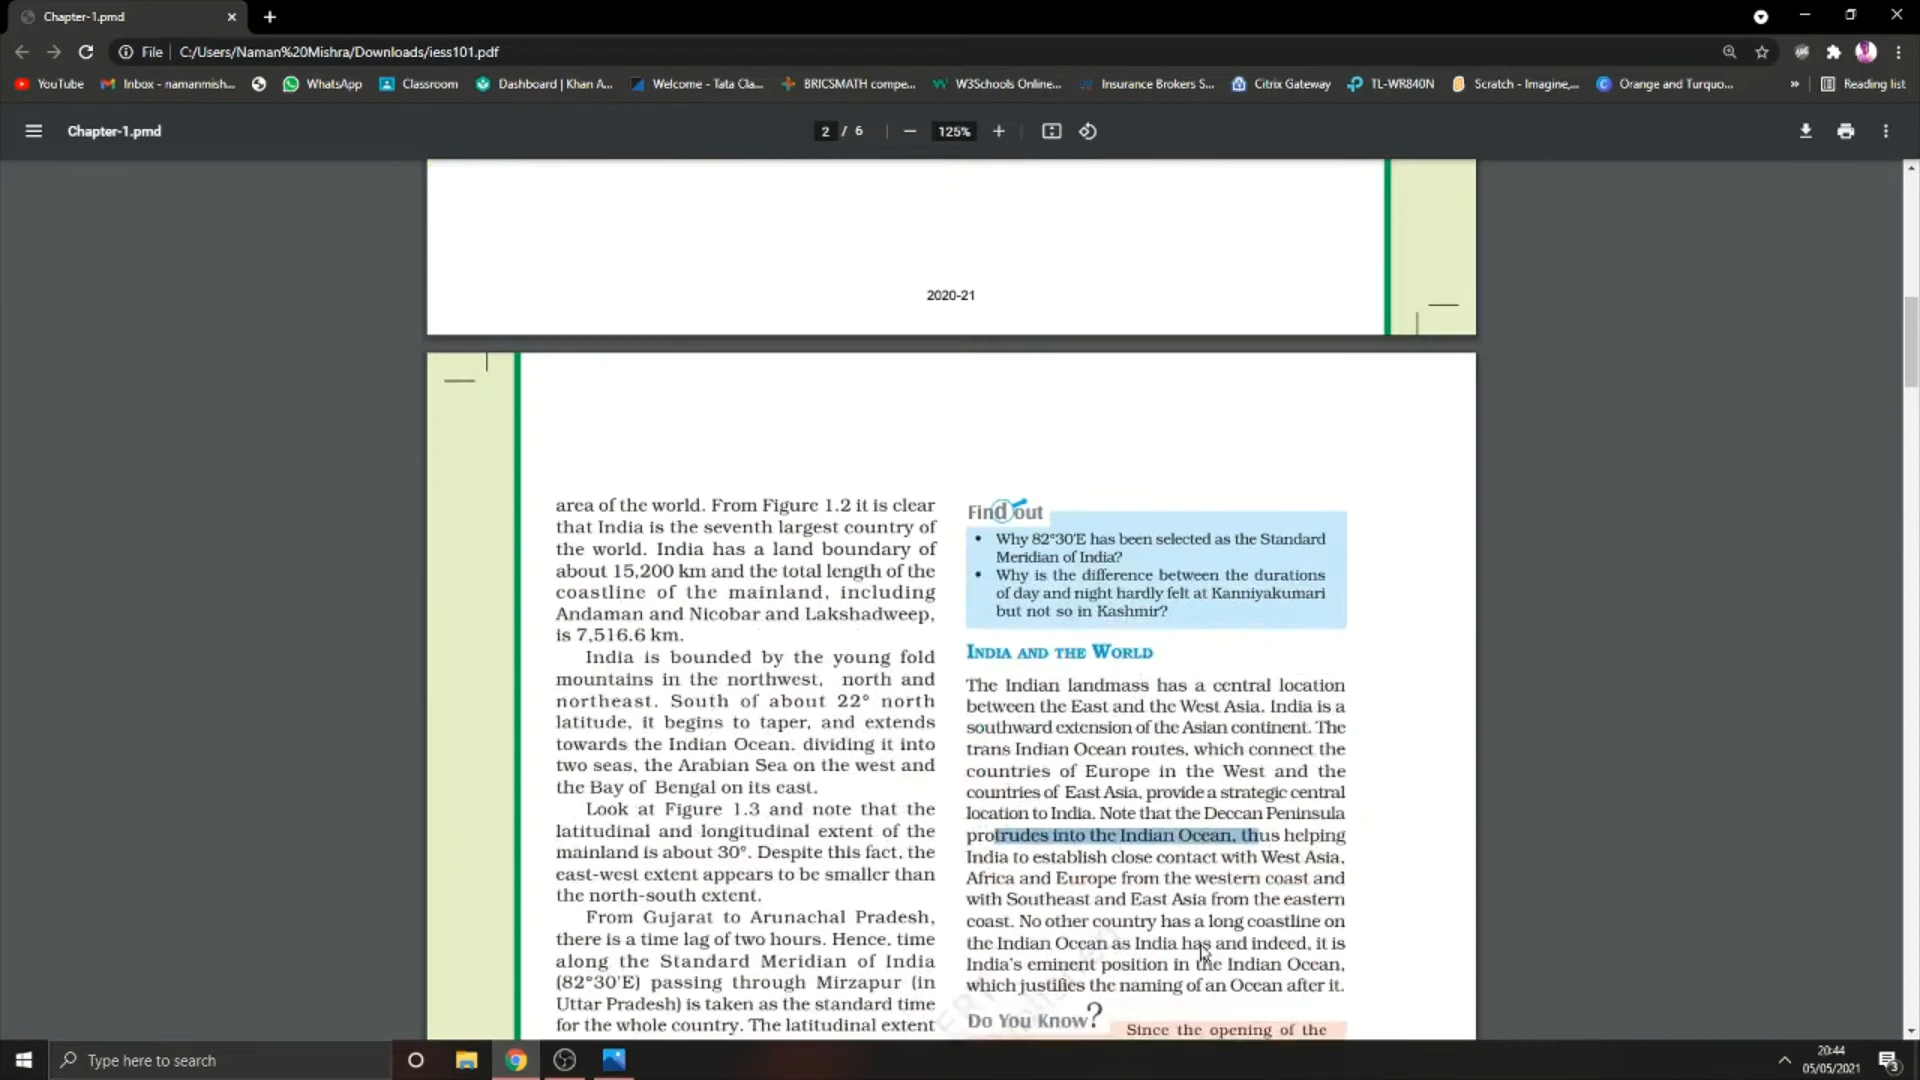 Chapter-1.pmd
File C:/Users/Naman%20Mishra/Downloads/iess101.pdf
YouTube Inbox - namanmish... WhatsApp Classroom Dashboard | Khan A... Welcome - Tata Cla... BRICSMATH compe... W3Schools Online... Insurance Brokers S... Citrix Gateway TL-WR840N Scratch - Imagine,... Orange and Turquo... » Reading list
Chapter-1.pmd 2 / 6 125%
2020-21
area of the world. From Figure 1.2 it is clear
that India is the seventh largest country of
the world. India has a land boundary of
about 15,200 km and the total length of the
coastline of the mainland, including
Andaman and Nicobar and Lakshadweep,
is 7,516.6 km.
India is bounded by the young fold
mountains in the northwest, north and
northeast. South of about 22° north
latitude, it begins to taper, and extends
towards the Indian Ocean, dividing it into
two seas, the Arabian Sea on the west and
the Bay of Bengal on its east.
Look at Figure 1.3 and note that the
latitudinal and longitudinal extent of the
mainland is about 30°. Despite this fact, the
east-west extent appears to be smaller than
the north-south extent.
From Gujarat to Arunachal Pradesh,
there is a time lag of two hours. Hence, time
along the Standard Meridian of India
(82°30'E) passing through Mirzapur (in
Uttar Pradesh) is taken as the standard time
for the whole country. The latitudinal extent
Find out
• Why 82°30'E has been selected as the Standard
Meridian of India?
• Why is the difference between the durations
of day and night hardly felt at Kanniyakumari
but not so in Kashmir?
INDIA AND THE WORLD
The Indian landmass has a central location
between the East and the West Asia. India is a
southward extension of the Asian continent. The
trans Indian Ocean routes, which connect the
countries of Europe in the West and the
countries of East Asia, provide a strategic central
location to India. Note that the Deccan Peninsula
protrudes into the Indian Ocean, thus helping
India to establish close contact with West Asia,
Africa and Europe from the western coast and
with Southeast and East Asia from the eastern
coast. No other country has a long coastline on
the Indian Ocean as India has and indeed, it is
India's eminent position in the Indian Ocean,
which justifies the naming of an Ocean after it.
Do You Know?
Since the opening of the
Type here to search
20:44
05/05/2021
3